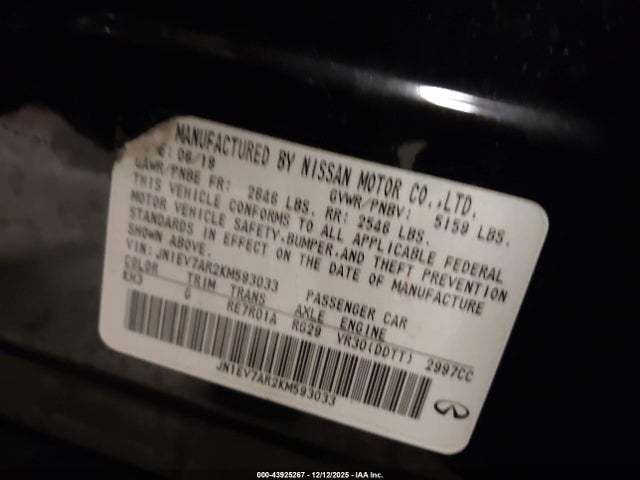 MANUFACTURED BY NISSAN MOTOR CO.,LTD.
06/19
GAWR/PNBE FR: 2646 LBS. GVWR/PNBV: 5159 LBS.
RR: 2546 LBS.
THIS VEHICLE CONFORMS TO ALL APPLICABLE FEDERAL
MOTOR VEHICLE SAFETY,BUMPER,AND THEFT PREVENTION
STANDARDS IN EFFECT ON THE DATE OF MANUFACTURE
SHOWN ABOVE.
VIN: JN1EV7AR2KM593033 PASSENGER CAR
COLOR TRIM TRANS AXLE ENGINE
KH3 G RE7R01A RG29 VR30(DDTT) 2997CC
JN1EV7AR2KM593033
000-43925267 - 12/12/2025 - IAA Inc.